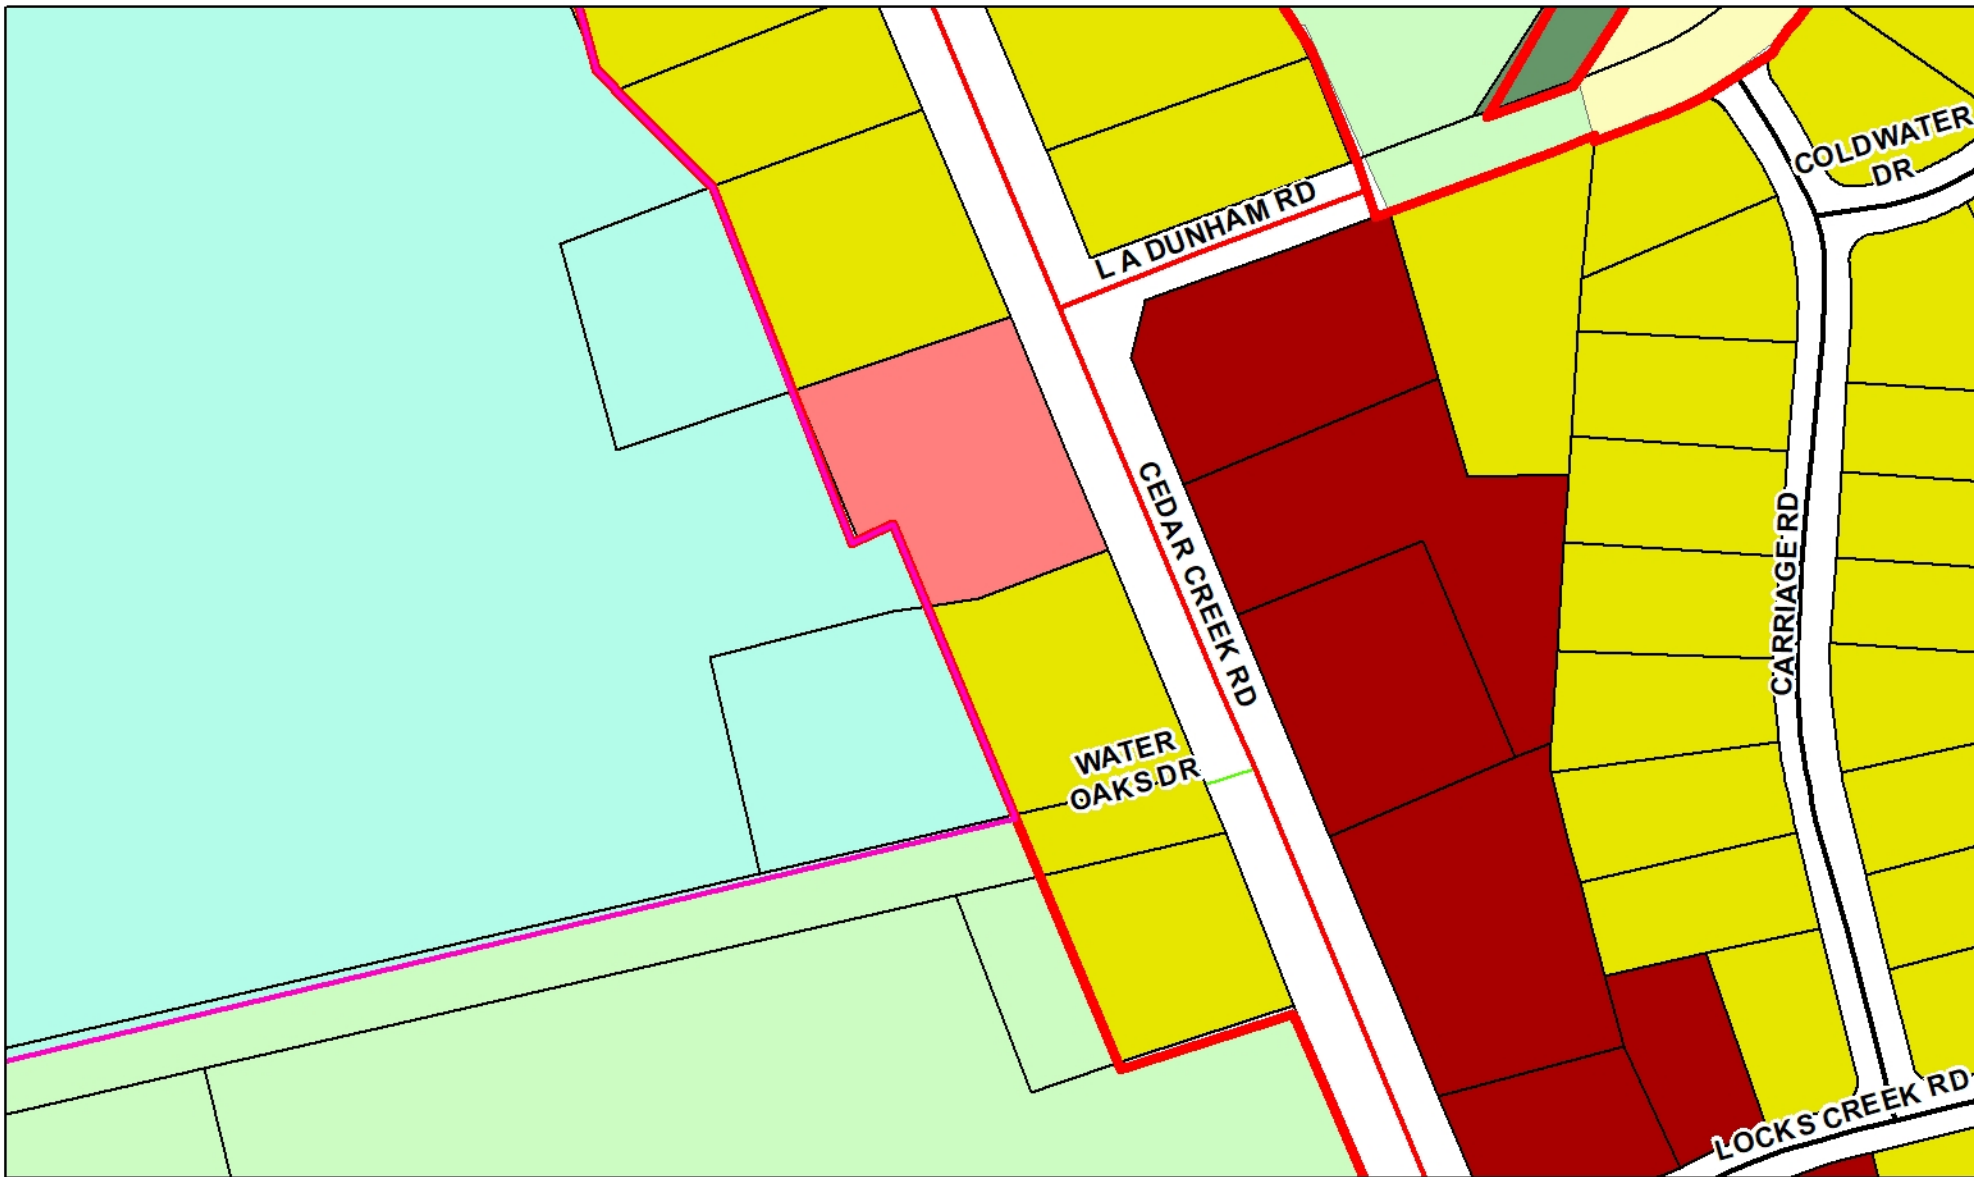 COLDWATER
DR
L A DUNHAM RD
CEDAR CREEK RD
CARRIAGE RD
WATER
OAKS DR
LOCKS CREEK RD